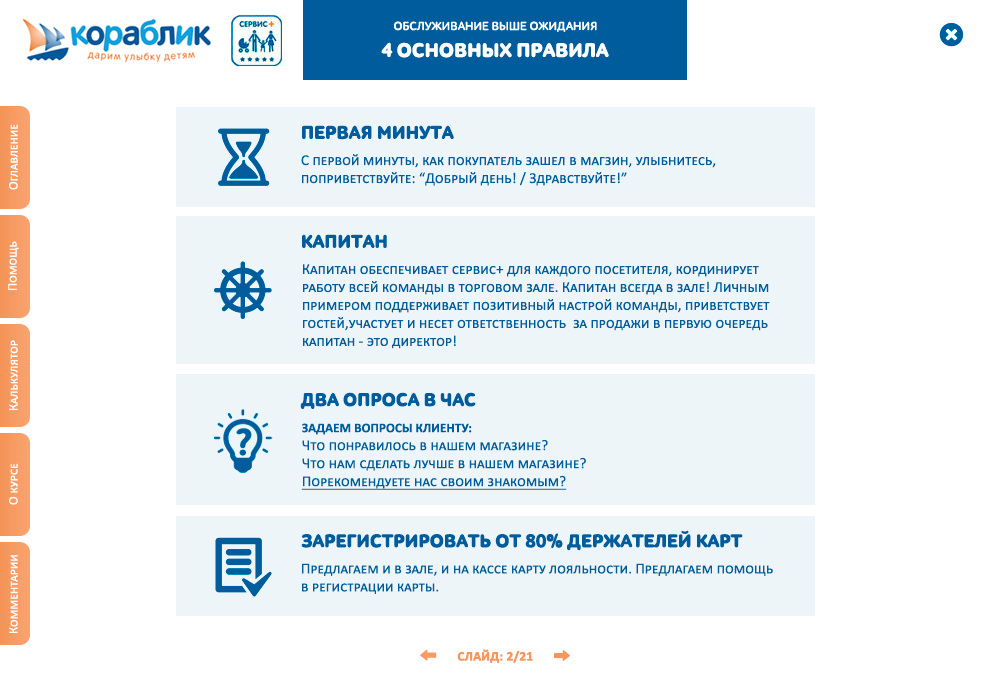 кораблик
дарим улыбку детям
СЕРВИС+
ОБСЛУЖИВАНИЕ ВЫШЕ ОЖИДАНИЯ
4 ОСНОВНЫХ ПРАВИЛА
Оглавление
Помощь
Калькулятор
О курсе
Комментарии
ПЕРВАЯ МИНУТА
С первой минуты, как покупатель зашел в магзин, улыбнитесь,
поприветствуйте: “Добрый день! / Здравствуйте!”
КАПИТАН
Капитан обеспечивает сервис+ для каждого посетителя, кординирует
работу всей команды в торговом зале. Капитан всегда в зале! Личным
примером поддерживает позитивный настрой команды, приветствует
гостей,участует и несет ответственность за продажи в первую очередь
капитан - это директор!
ДВА ОПРОСА В ЧАС
ЗАДАЕМ ВОПРОСЫ КЛИЕНТУ:
Что понравилось в нашем магазине?
Что нам сделать лучше в нашем магазине?
Порекомендуете нас своим знакомым?
ЗАРЕГИСТРИРОВАТЬ ОТ 80% ДЕРЖАТЕЛЕЙ КАРТ
Предлагаем и в зале, и на кассе карту лояльности. Предлагаем помощь
в регистрации карты.
СЛАЙД: 2/21